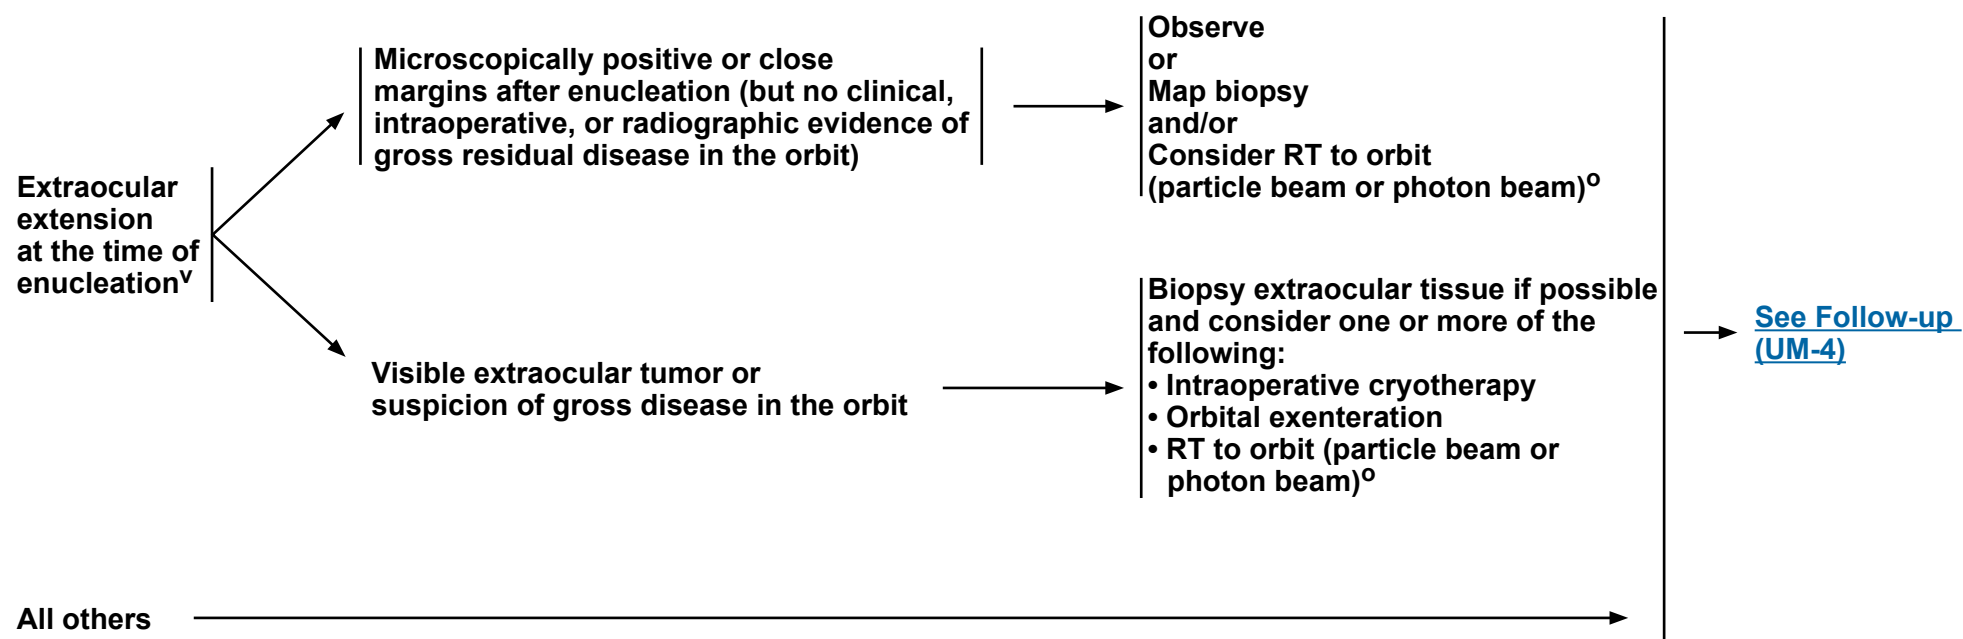 Extraocular
extension
at the time of
enucleationᵛ
Microscopically positive or close
margins after enucleation (but no clinical,
intraoperative, or radiographic evidence of
gross residual disease in the orbit)
Observe
or
Map biopsy
and/or
Consider RT to orbit
(particle beam or photon beam)ᵒ
Visible extraocular tumor or
suspicion of gross disease in the orbit
Biopsy extraocular tissue if possible
and consider one or more of the
following:
• Intraoperative cryotherapy
• Orbital exenteration
• RT to orbit (particle beam or
photon beam)ᵒ
See Follow-up
(UM-4)
All others